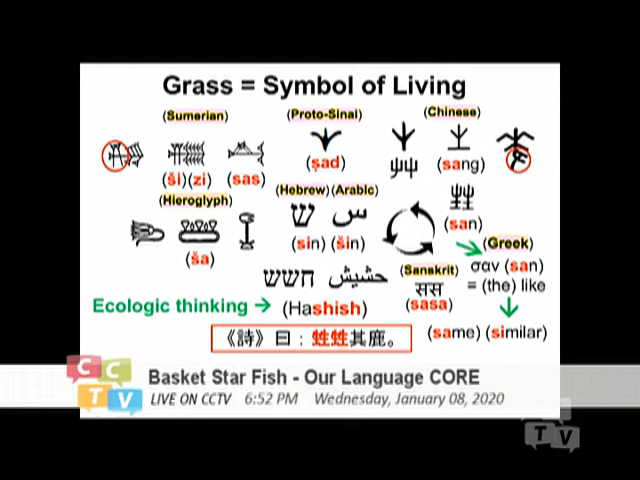 Grass = Symbol of Living
(Sumerian)
(Proto-Sinai)
(Chinese)
(ši)(zi) (sas)
(ṣad)
(sang)
(Hieroglyph)
(Hebrew) (Arabic)
ש س
(san)
(ša)
(sin) (šin)
(Greek)
חשש حشيش
(Sanskrit)
σαν (san)
सस
= (the) like
(sasa)
Ecologic thinking → (Hashish)
(same) (similar)
《詩》曰：甡甡其鹿。
CCTV
Basket Star Fish - Our Language CORE
LIVE ON CCTV 6:52 PM Wednesday, January 08, 2020
TV